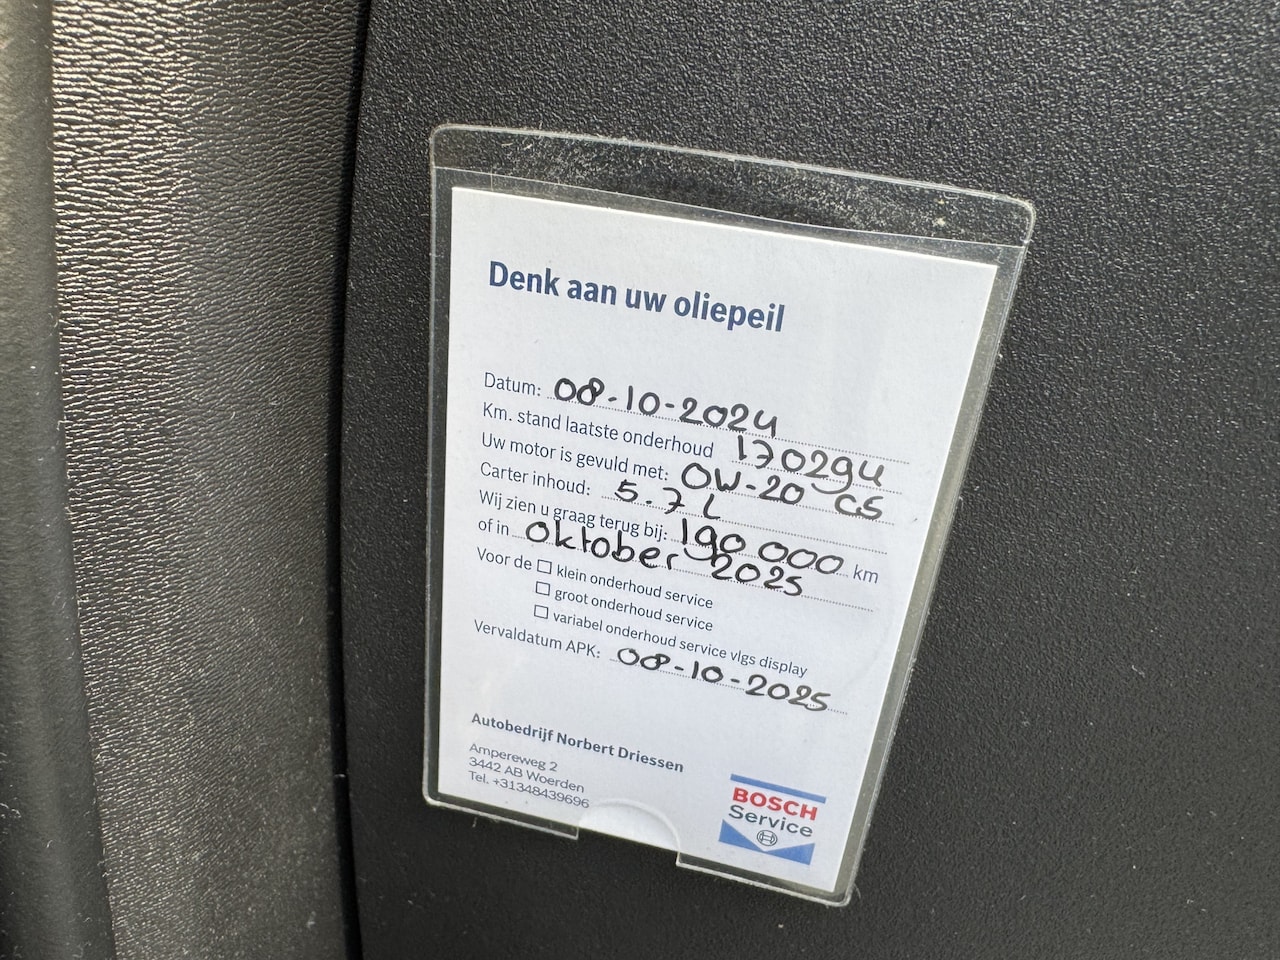 Denk aan uw oliepeil
Datum: 08-10-2024
Km. stand laatste onderhoud 170294
Uw motor is gevuld met: 0W-20 C5
Carter inhoud: 5.7 L
Wij zien u graag terug bij: 190 000 km
of in oktober 2025
Voor de ☐ klein onderhoud service
☐ groot onderhoud service
☐ variabel onderhoud service vlgs display
Vervaldatum APK: 08-10-2025
Autobedrijf Norbert Driessen
Ampereweg 2
3442 AB Woerden
Tel. +31348439696
BOSCH
Service